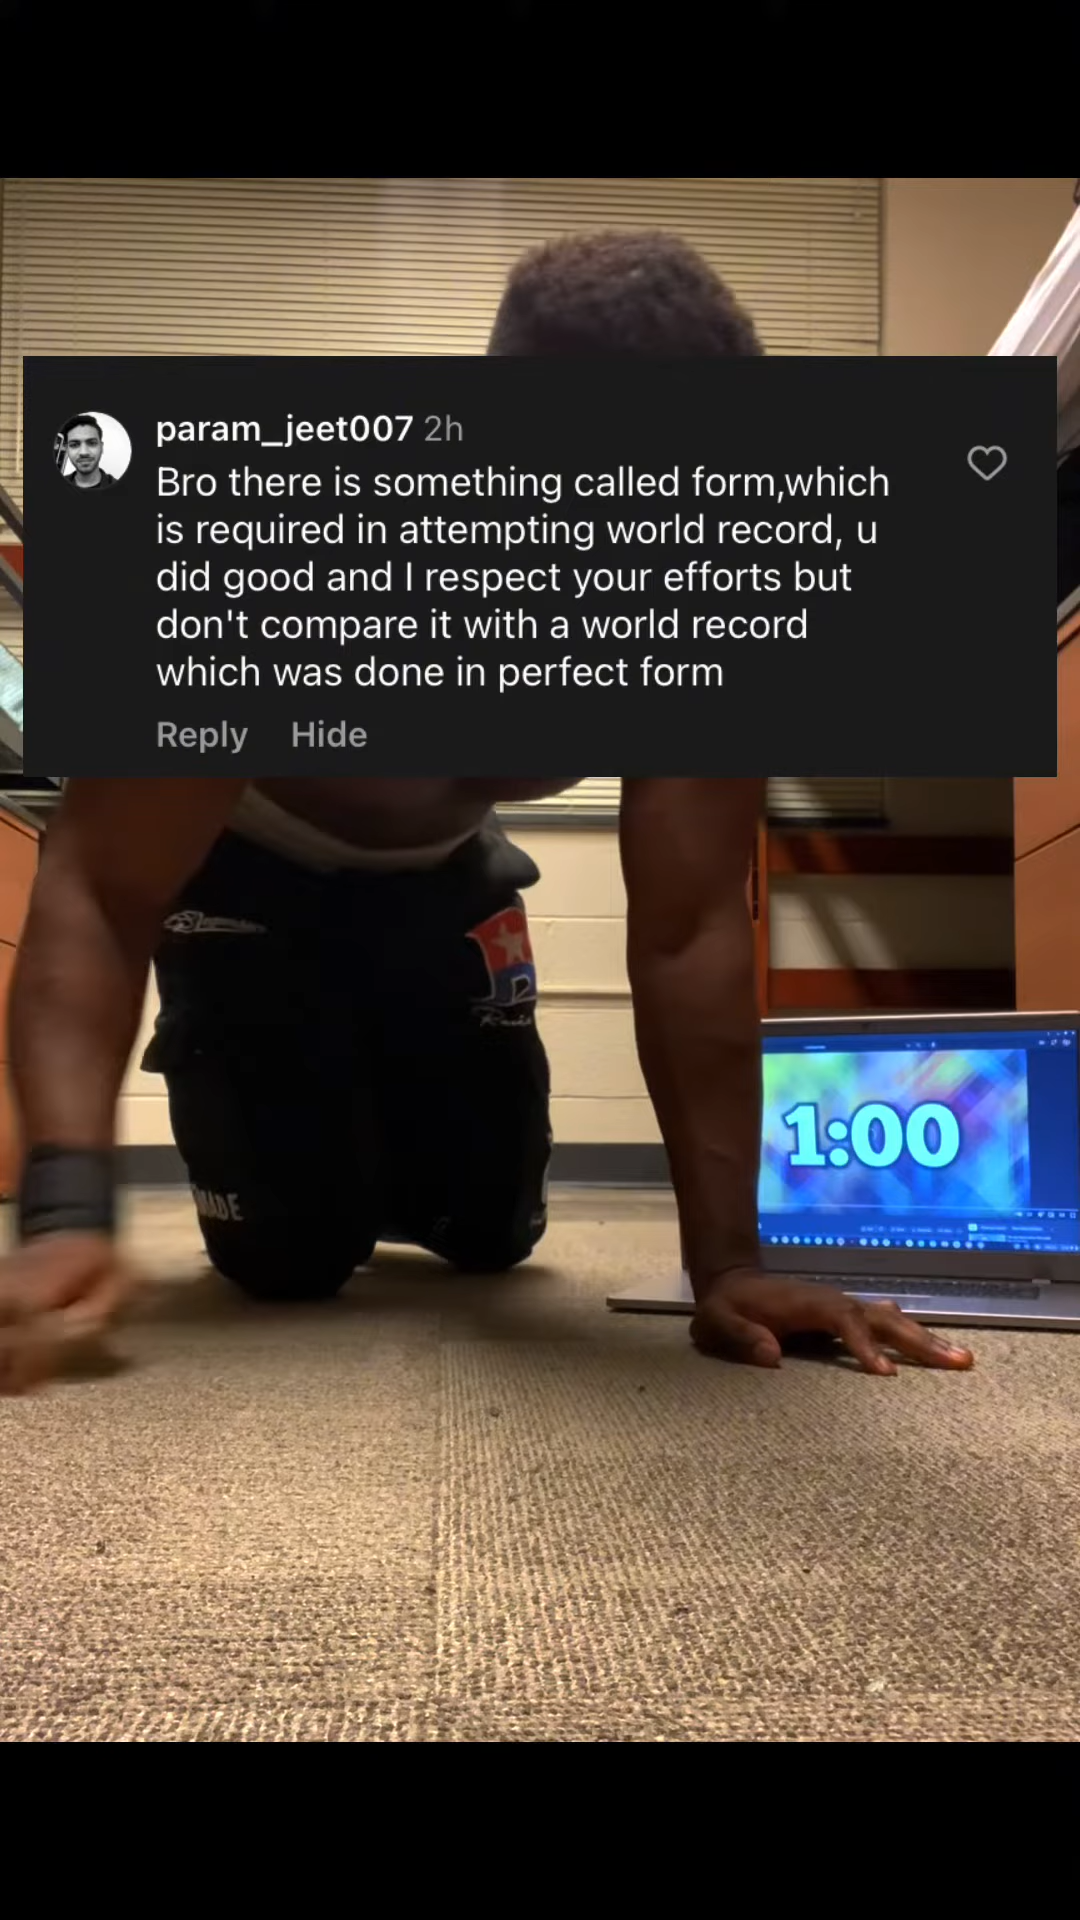 param_jeet007 2h
Bro there is something called form,which
is required in attempting world record, u
did good and I respect your efforts but
don't compare it with a world record
which was done in perfect form
Reply Hide
1:00